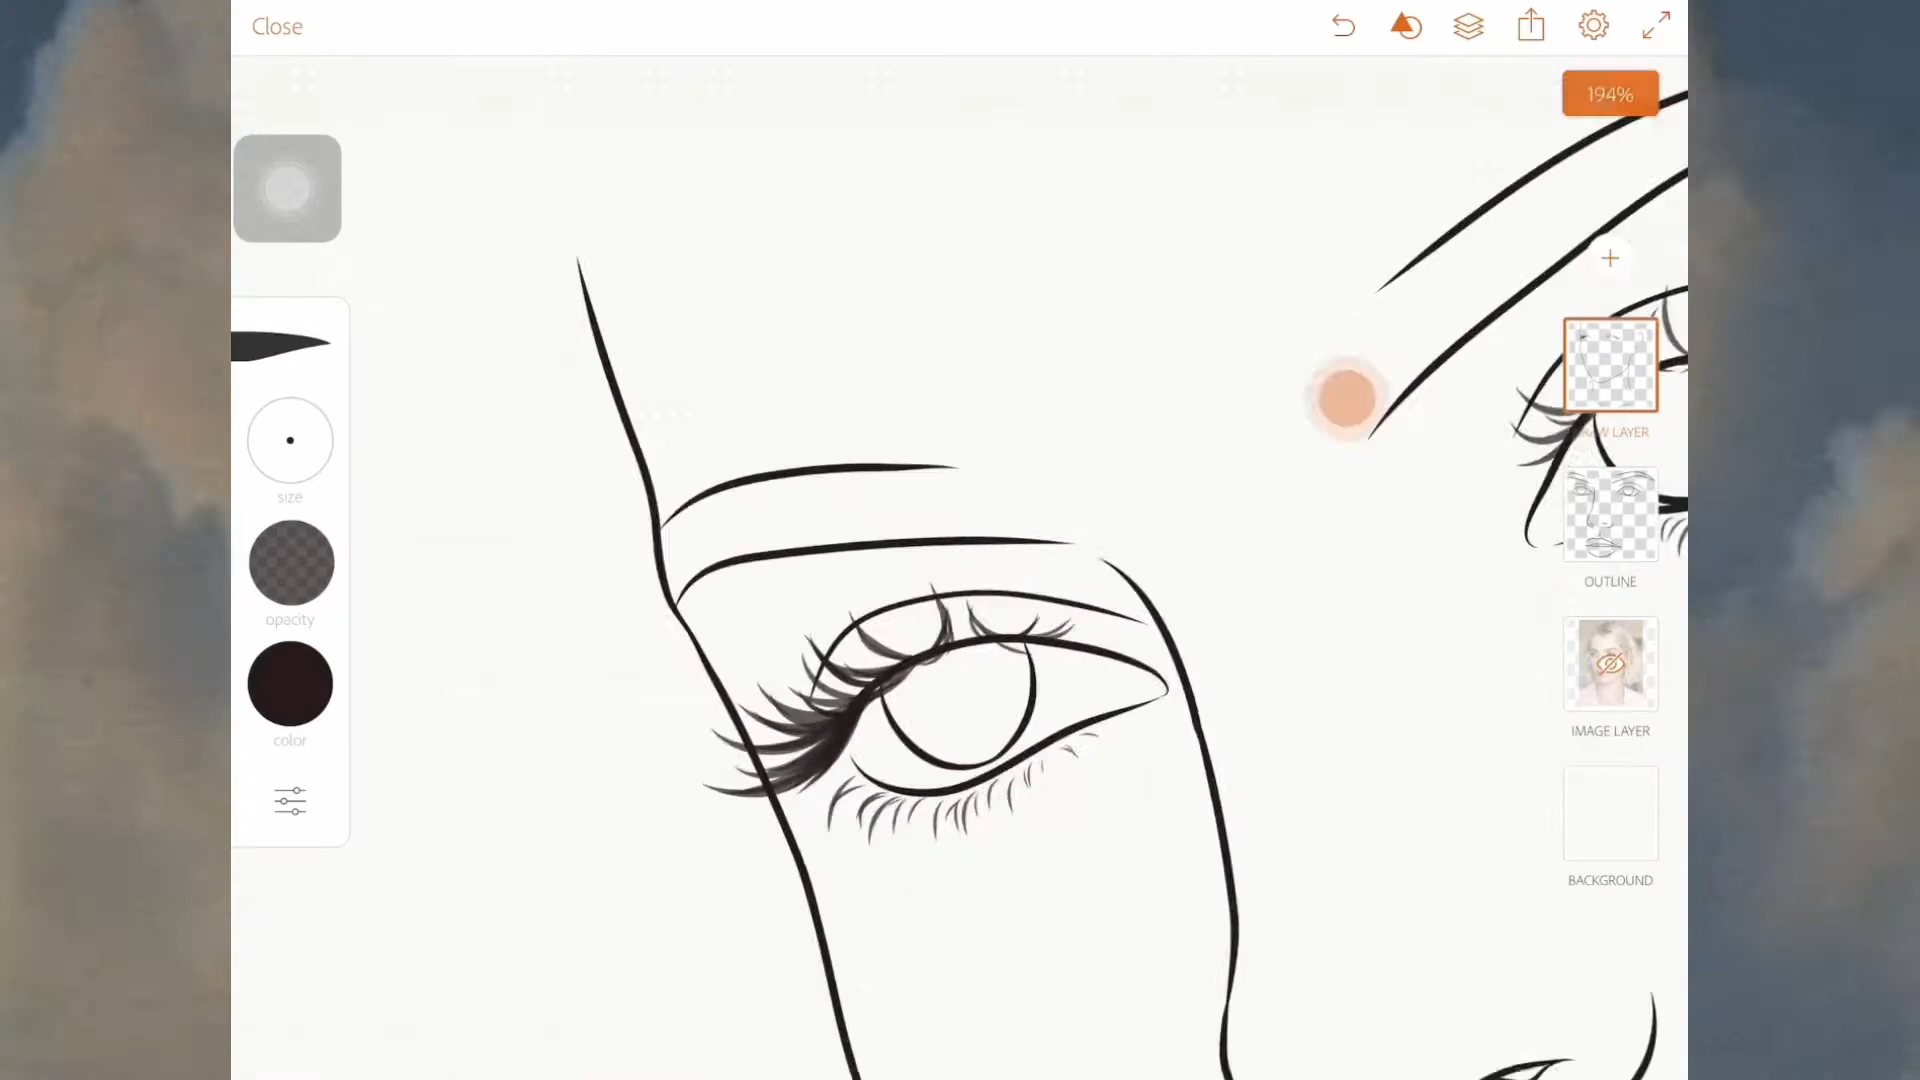 Close
194%
size
opacity
color
LAYER
OUTLINE
IMAGE LAYER
BACKGROUND